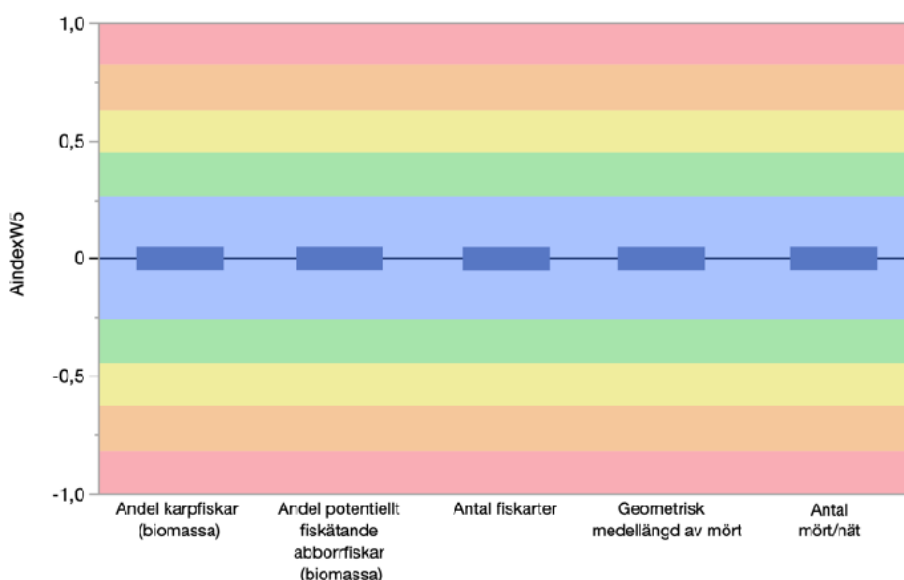 1,0
0,5
0
-0,5
-1,0
AindexW5
Andel karpfiskar
(biomassa)
Andel potentiellt
fiskätande
abborrfiskar
(biomassa)
Antal fiskarter
Geometrisk
medellängd av mört
Antal
mört/nät